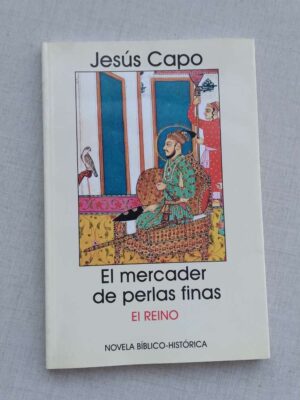 Jesús Capo
El mercader
de perlas finas
El REINO
NOVELA BÍBLICO-HISTÓRICA